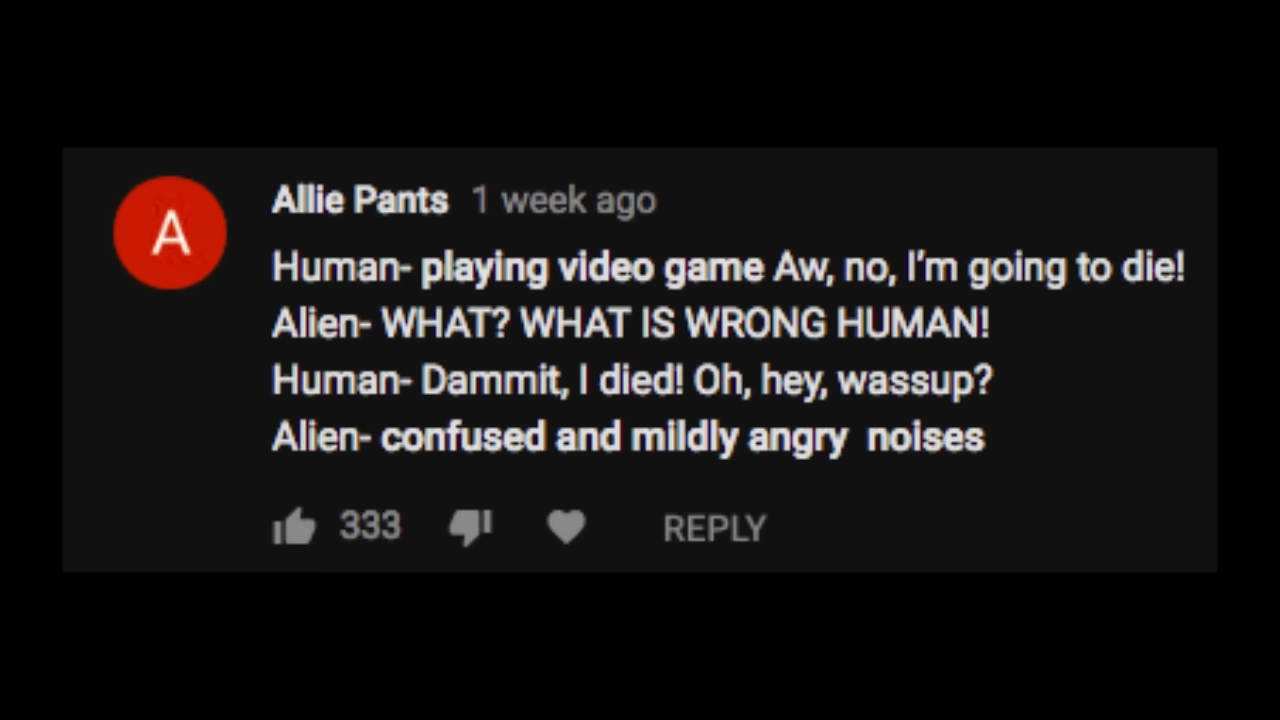 A
Allie Pants 1 week ago
Human- playing video game Aw, no, I'm going to die!
Alien- WHAT? WHAT IS WRONG HUMAN!
Human- Dammit, I died! Oh, hey, wassup?
Alien- confused and mildly angry noises
333 REPLY